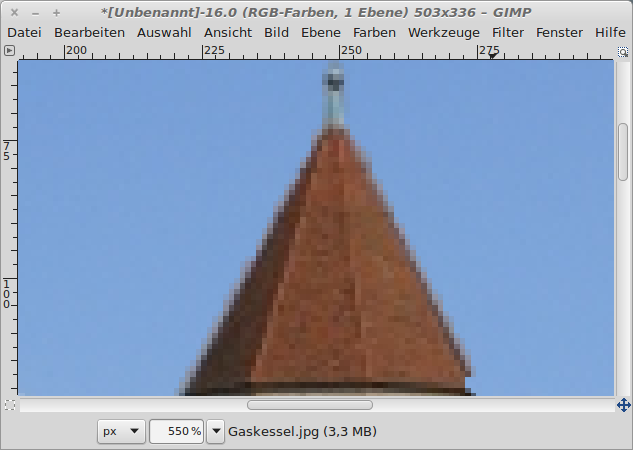 *[Unbenannt]-16.0 (RGB-Farben, 1 Ebene) 503x336 – GIMP
Datei Bearbeiten Auswahl Ansicht Bild Ebene Farben Werkzeuge Filter Fenster Hilfe
200 225 250 275
75
100
px 550 % Gaskessel.jpg (3,3 MB)